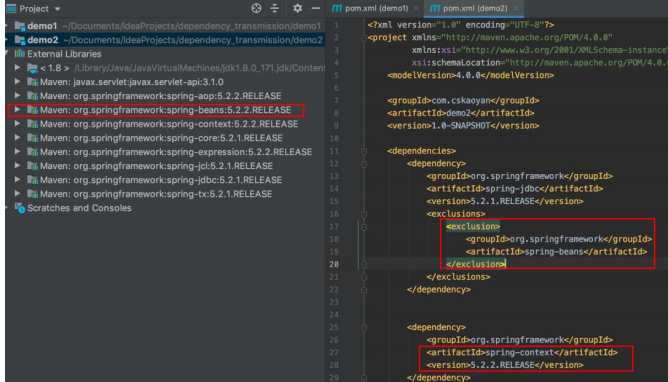 Project
demo1 ~/Documents/IdeaProjects/dependency_transmission/demo1
demo2 ~/Documents/IdeaProjects/dependency_transmission/demo2
External Libraries
< 1.8 > /Library/Java/JavaVirtualMachines/jdk1.8.0_171.jdk/Conten
Maven: javax.servlet:javax.servlet-api:3.1.0
Maven: org.springframework:spring-aop:5.2.2.RELEASE
Maven: org.springframework:spring-beans:5.2.2.RELEASE
Maven: org.springframework:spring-context:5.2.2.RELEASE
Maven: org.springframework:spring-core:5.2.1.RELEASE
Maven: org.springframework:spring-expression:5.2.2.RELEASE
Maven: org.springframework:spring-jcl:5.2.1.RELEASE
Maven: org.springframework:spring-jdbc:5.2.1.RELEASE
Maven: org.springframework:spring-tx:5.2.1.RELEASE
Scratches and Consoles
pom.xml (demo1) × pom.xml (demo2) ×
1 <?xml version="1.0" encoding="UTF-8"?>
2 <project xmlns="http://maven.apache.org/POM/4.0.0"
3 xmlns:xsi="http://www.w3.org/2001/XMLSchema-instance
4 xsi:schemaLocation="http://maven.apache.org/POM/4.0.
5 <modelVersion>4.0.0</modelVersion>
6
7 <groupId>com.cskaoyan</groupId>
8 <artifactId>demo2</artifactId>
9 <version>1.0-SNAPSHOT</version>
10
11 <dependencies>
12 <dependency>
13 <groupId>org.springframework</groupId>
14 <artifactId>spring-jdbc</artifactId>
15 <version>5.2.1.RELEASE</version>
16 <exclusions>
17 <exclusion>
18 <groupId>org.springframework</groupId>
19 <artifactId>spring-beans</artifactId>
20 </exclusion>
21 </exclusions>
22 </dependency>
23
24
25 <dependency>
26 <groupId>org.springframework</groupId>
27 <artifactId>spring-context</artifactId>
28 <version>5.2.2.RELEASE</version>
29 </dependency>